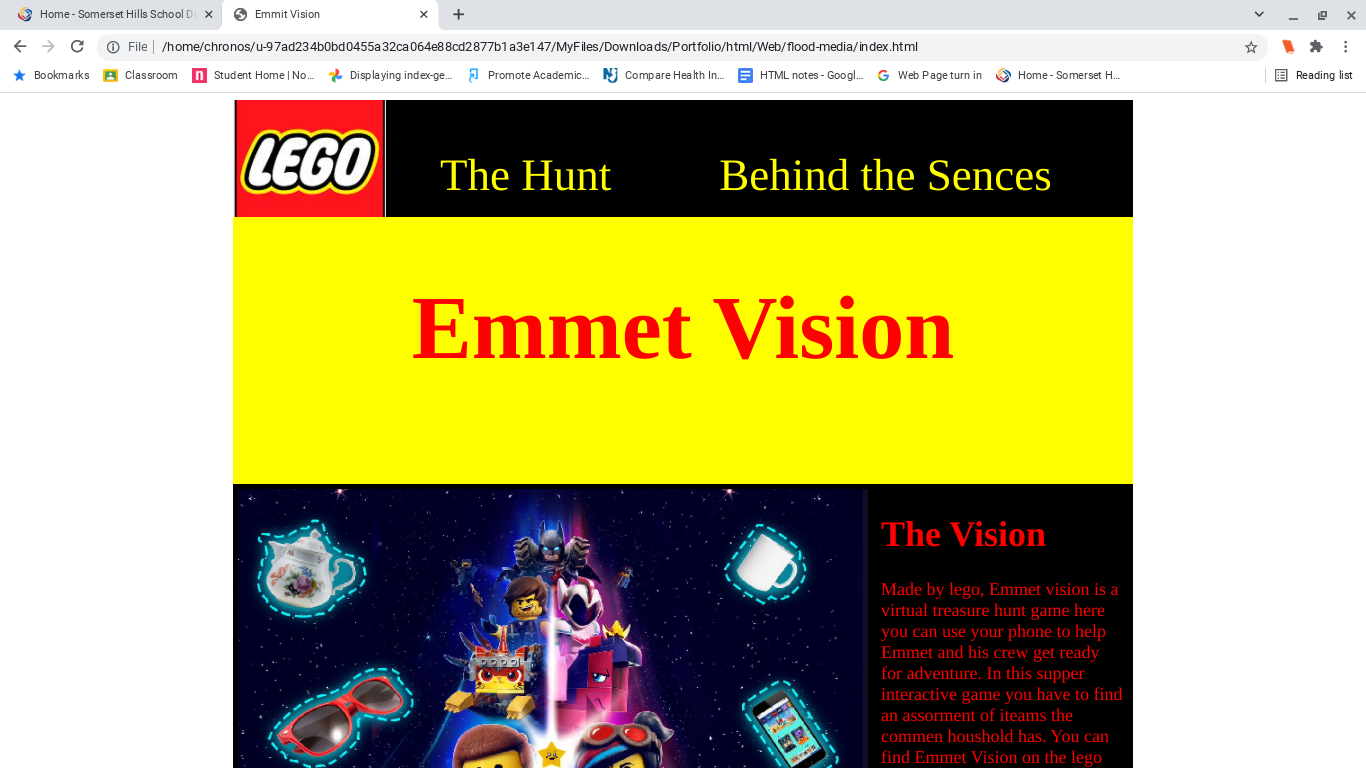 Home - Somerset Hills School D
Emmit Vision
File
/home/chronos/u-97ad234b0bd0455a32ca064e88cd2877b1a3e147/MyFiles/Downloads/Portfolio/html/Web/flood-media/index.html
Bookmarks Classroom Student Home | No... Displaying index-ge... Promote Academic... Compare Health In... HTML notes - Googl... Web Page turn in Home - Somerset H... Reading list
LEGO
The Hunt Behind the Sences
Emmet Vision
The Vision
Made by lego, Emmet vision is a
virtual treasure hunt game here
you can use your phone to help
Emmet and his crew get ready
for adventure. In this supper
interactive game you have to find
an assorment of iteams the
commen houshold has. You can
find Emmet Vision on the lego